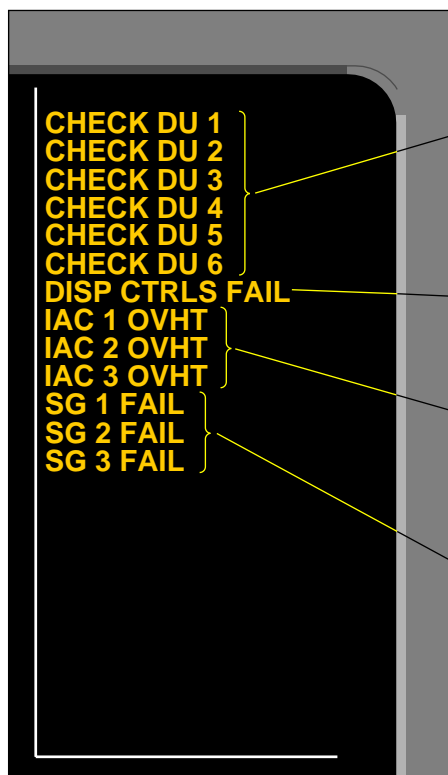 CHECK DU 1
CHECK DU 2
CHECK DU 3
CHECK DU 4
CHECK DU 5
CHECK DU 6
DISP CTRLS FAIL
IAC 1 OVHT
IAC 2 OVHT
IAC 3 OVHT
SG 1 FAIL
SG 2 FAIL
SG 3 FAIL